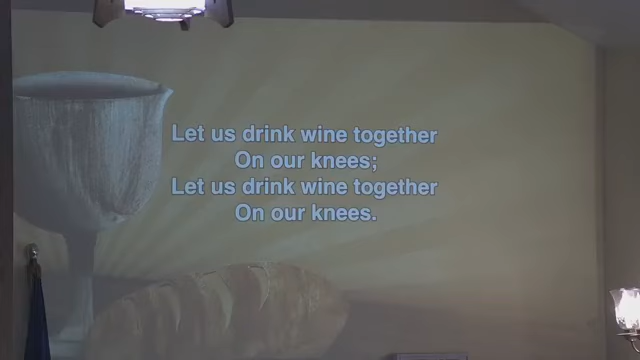 Let us drink wine together
On our knees;
Let us drink wine together
On our knees.